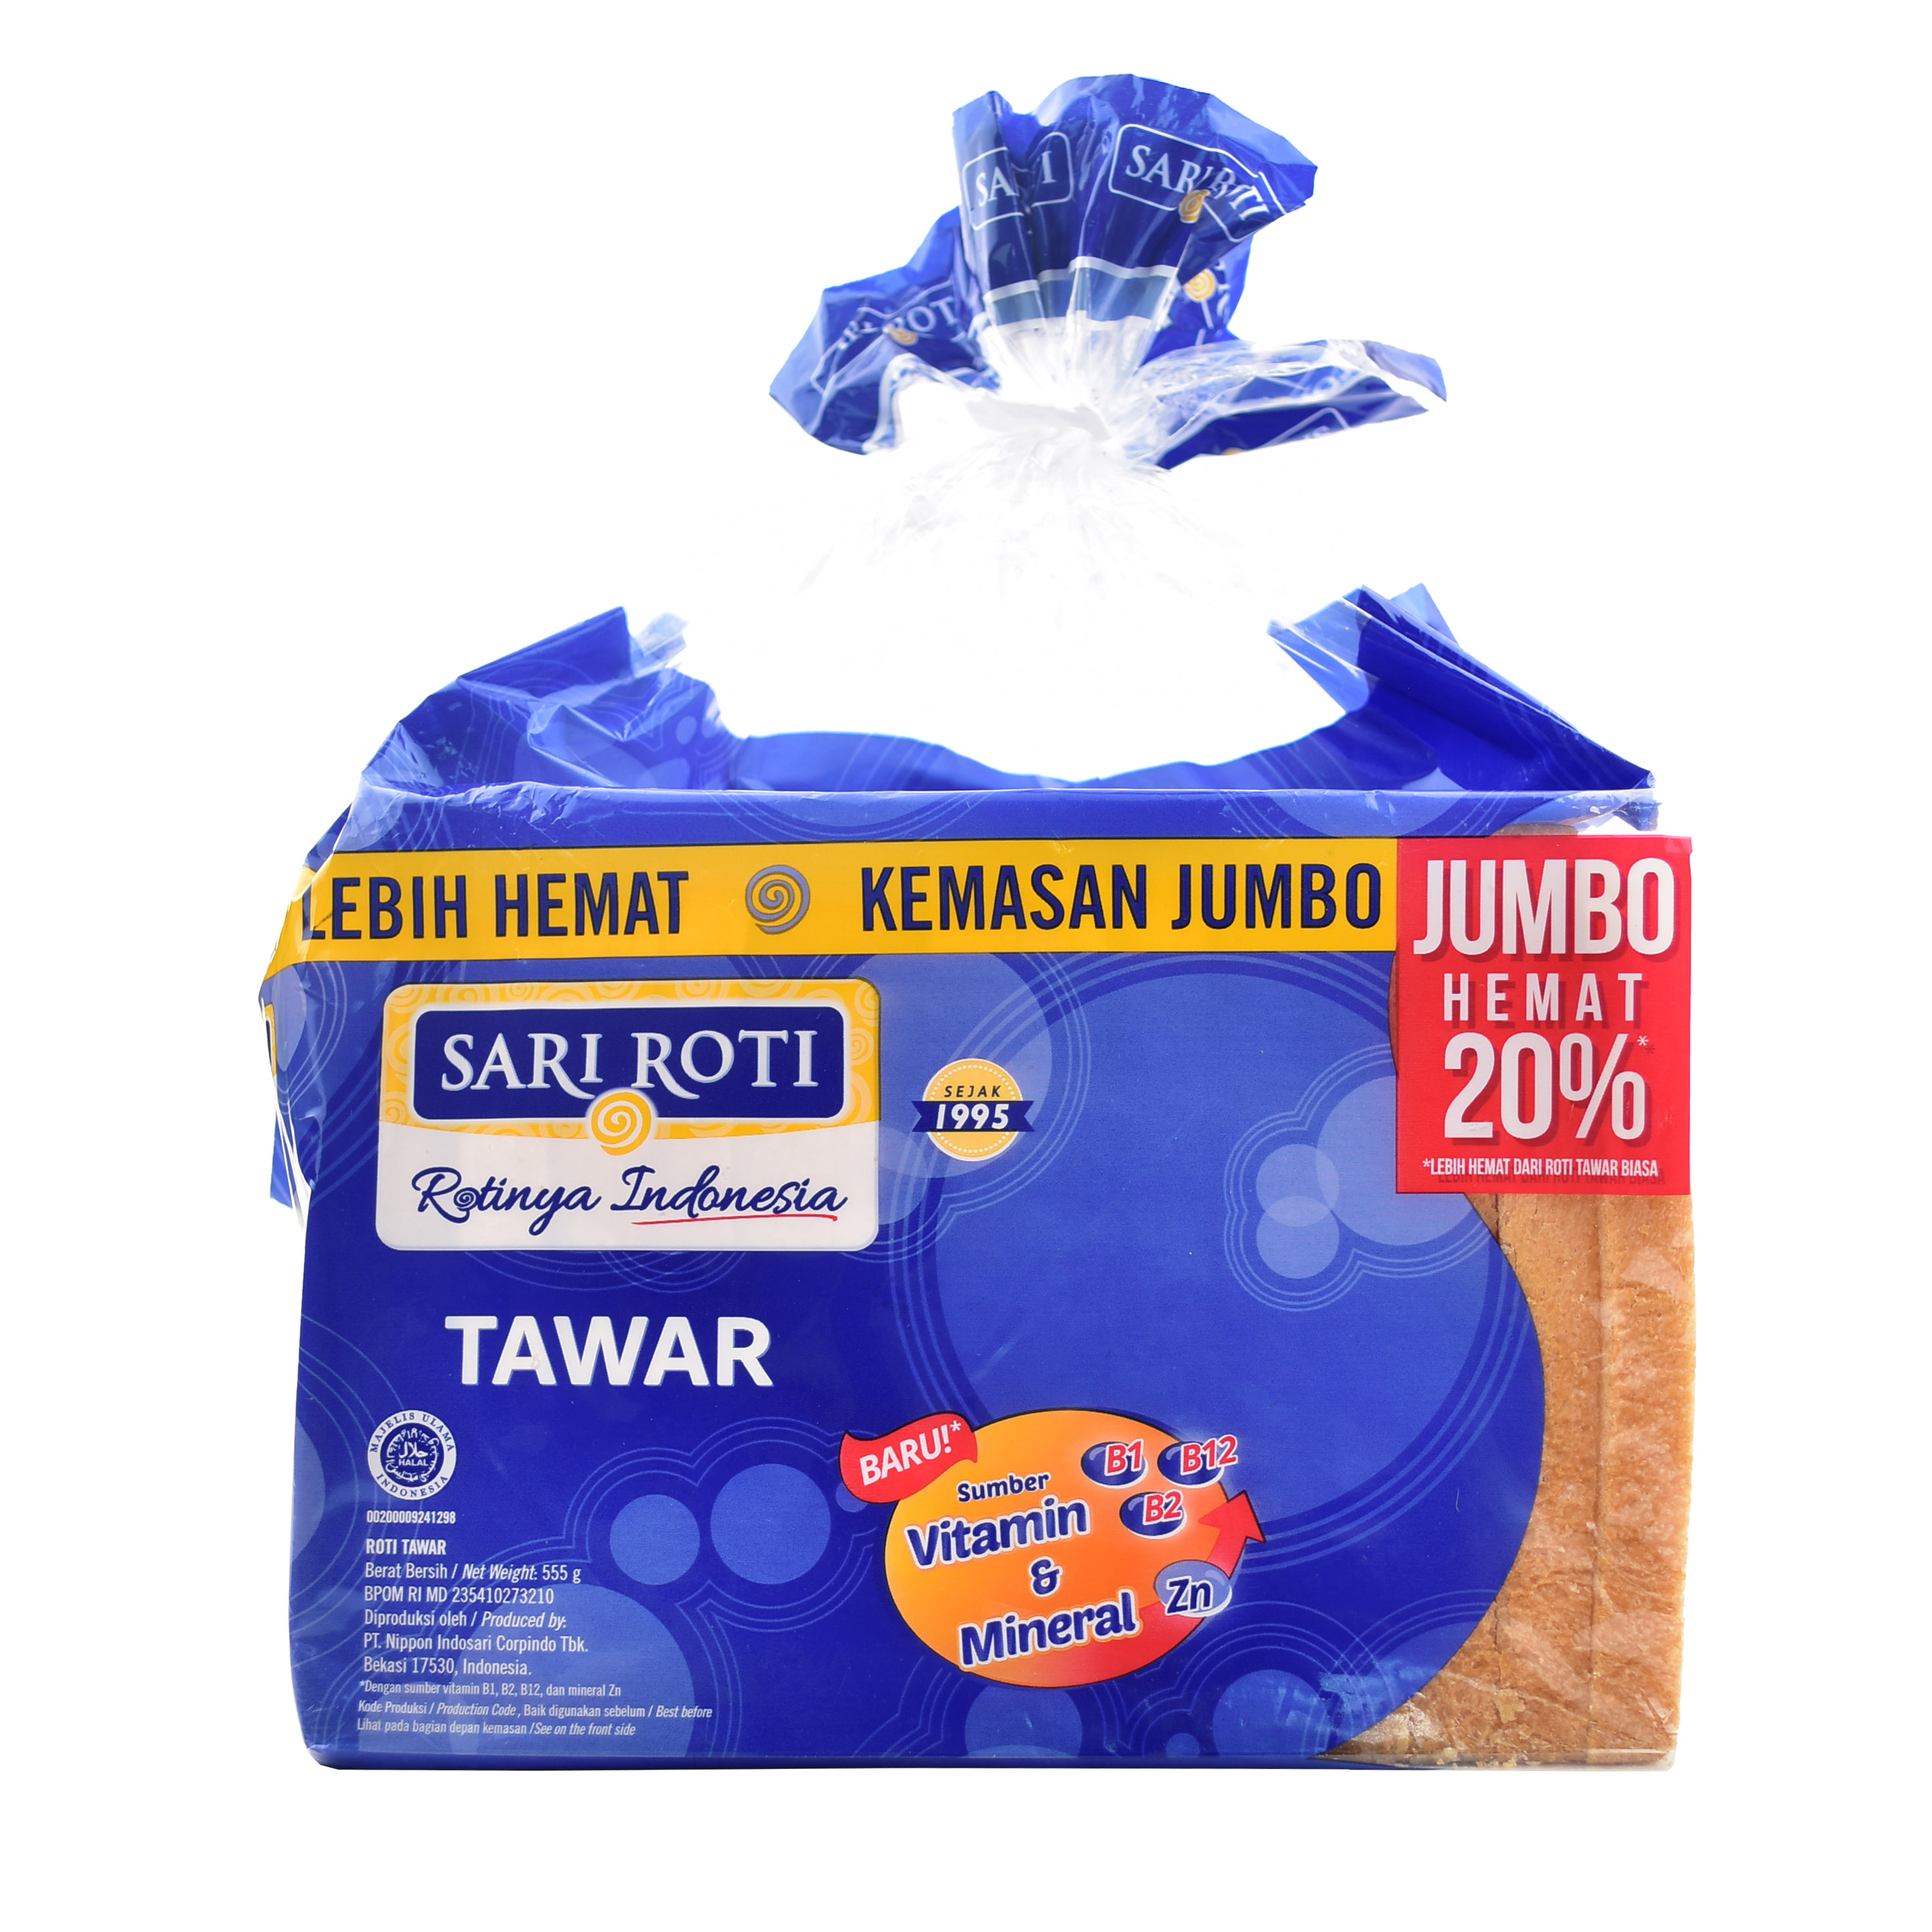 SARI ROTI
LEBIH HEMAT KEMASAN JUMBO
JUMBO
HEMAT
20%*
*LEBIH HEMAT DARI ROTI TAWAR BIASA
SARI ROTI
Rotinya Indonesia
SEJAK
1995
TAWAR
MAJELIS ULAMA
حلال
HALAL
INDONESIA
00200009241298
BARU!*
Sumber
Vitamin
&
Mineral
B1 B12
B2
Zn
ROTI TAWAR
Berat Bersih / Net Weight: 555 g
BPOM RI MD 235410273210
Diproduksi oleh / Produced by:
PT. Nippon Indosari Corpindo Tbk.
Bekasi 17530, Indonesia.
*Dengan sumber vitamin B1, B2, B12, dan mineral Zn
Kode Produksi / Production Code, Baik digunakan sebelum / Best before
Lihat pada bagian depan kemasan /See on the front side